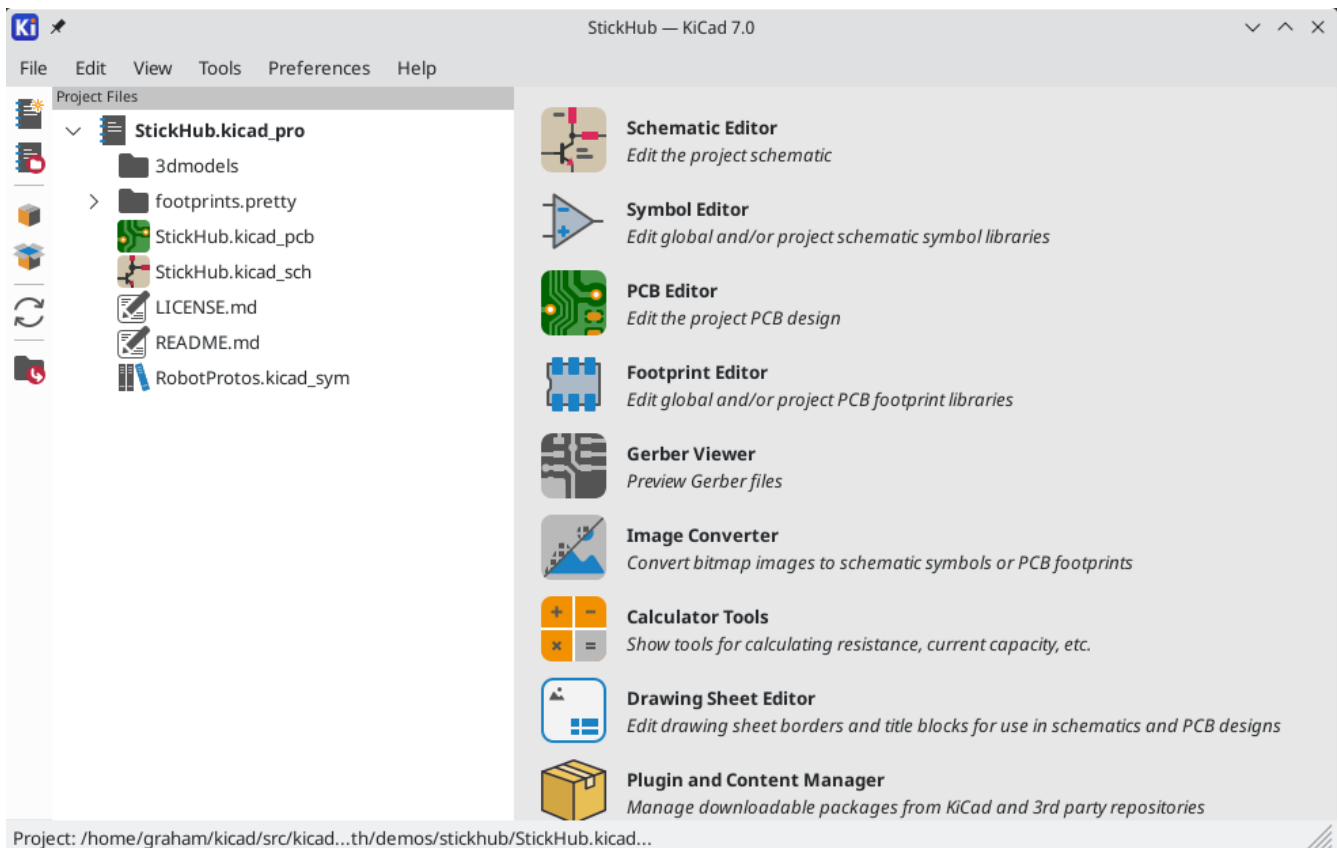 Ki
StickHub — KiCad 7.0
File Edit View Tools Preferences Help
Project Files
StickHub.kicad_pro
3dmodels
footprints.pretty
StickHub.kicad_pcb
StickHub.kicad_sch
LICENSE.md
README.md
RobotProtos.kicad_sym
Schematic Editor
Edit the project schematic
Symbol Editor
Edit global and/or project schematic symbol libraries
PCB Editor
Edit the project PCB design
Footprint Editor
Edit global and/or project PCB footprint libraries
Gerber Viewer
Preview Gerber files
Image Converter
Convert bitmap images to schematic symbols or PCB footprints
Calculator Tools
Show tools for calculating resistance, current capacity, etc.
Drawing Sheet Editor
Edit drawing sheet borders and title blocks for use in schematics and PCB designs
Plugin and Content Manager
Manage downloadable packages from KiCad and 3rd party repositories
Project: /home/graham/kicad/src/kicad...th/demos/stickhub/StickHub.kicad...